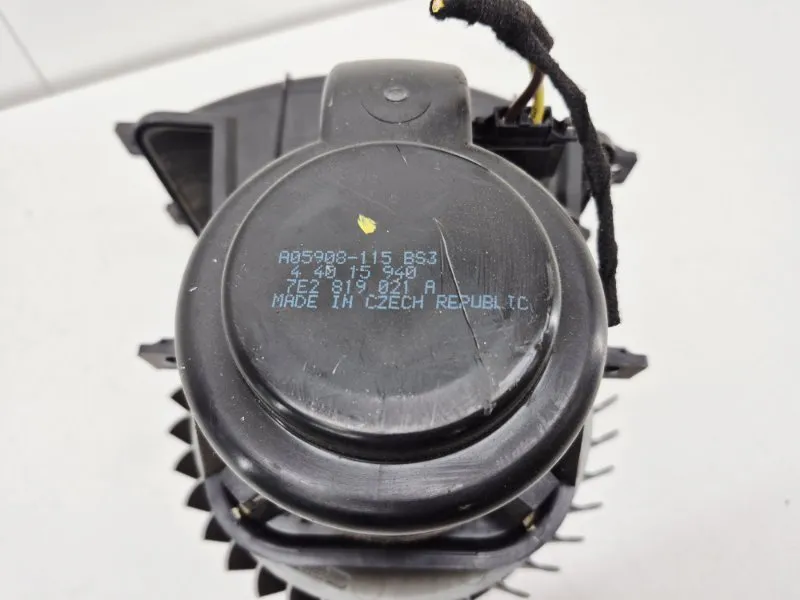 A05908-115 BS3
4 40 15 940
7E2 819 021 A
MADE IN CZECH REPUBLIC